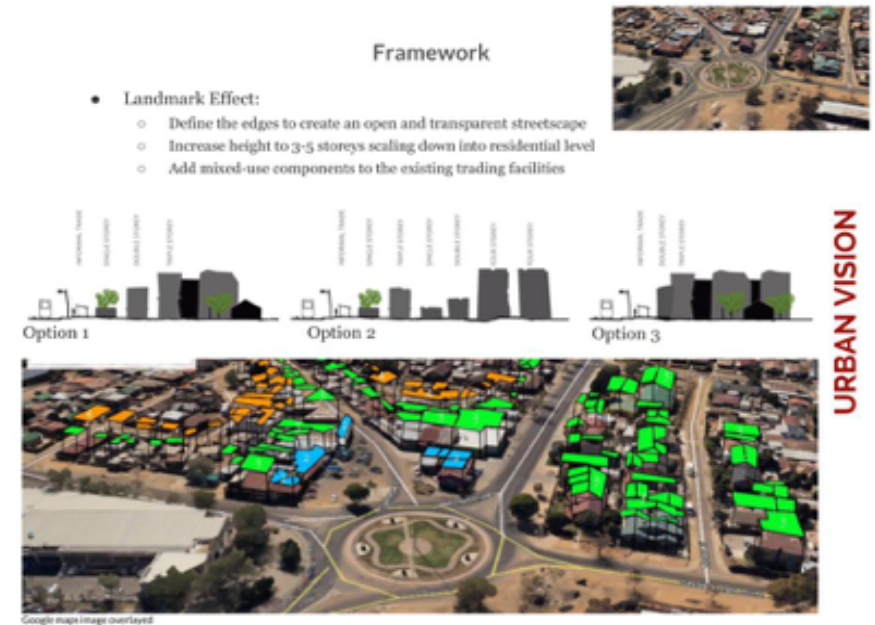 Framework
● Landmark Effect:
○ Define the edges to create an open and transparent streetscape
○ Increase height to 3-5 storeys scaling down into residential level
○ Add mixed-use components to the existing trading facilities
INFORMAL TRADE
SINGLE STOREY
DOUBLE STOREY
TRIPLE STOREY
INFORMAL TRADE
SINGLE STOREY
TRIPLE STOREY
SINGLE STOREY
DOUBLE STOREY
FOUR STOREY
FOUR STOREY
INFORMAL TRADE
DOUBLE STOREY
TRIPLE STOREY
Option 1
Option 2
Option 3
URBAN VISION
Google maps image overlayed